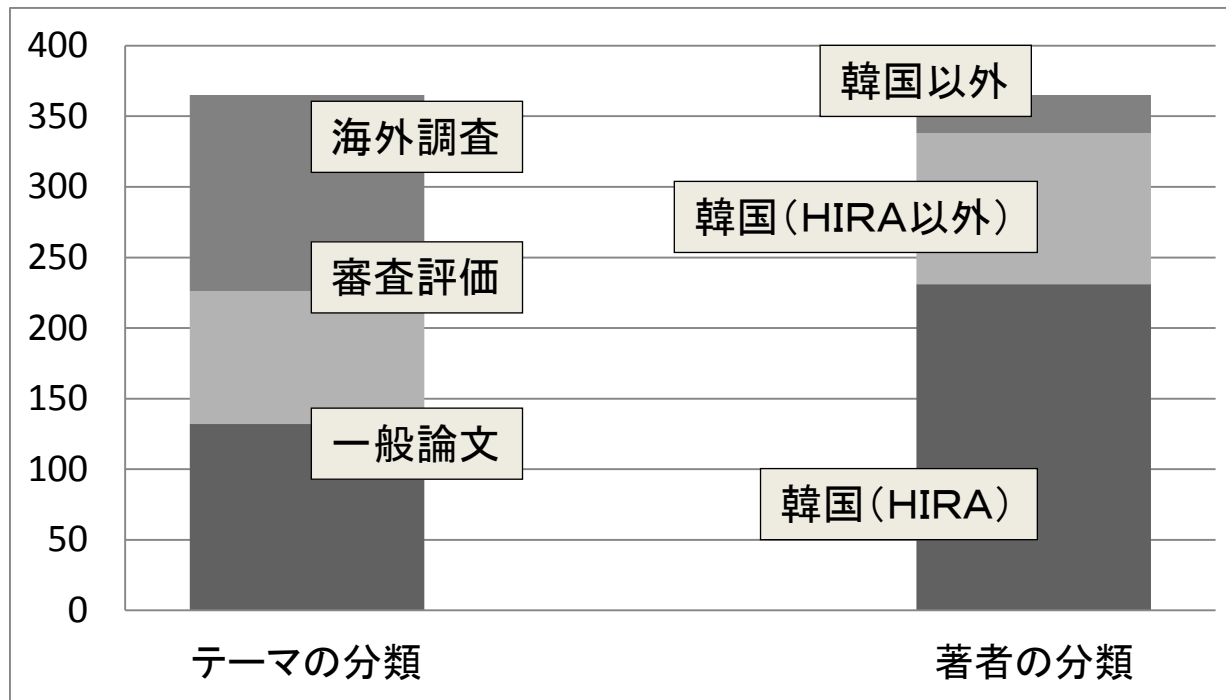 400
350
300
250
200
150
100
50
0
海外調査
審査評価
一般論文
韓国以外
韓国（HIRA以外）
韓国（HIRA）
テーマの分類
著者の分類